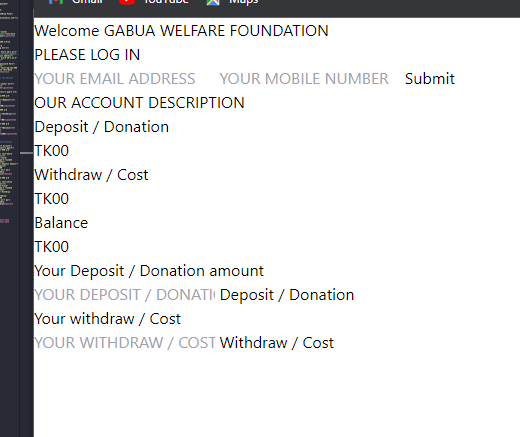 Gmail YouTube Maps
Welcome GABUA WELFARE FOUNDATION
PLEASE LOG IN
YOUR EMAIL ADDRESS YOUR MOBILE NUMBER Submit
OUR ACCOUNT DESCRIPTION
Deposit / Donation
TK00
Withdraw / Cost
TK00
Balance
TK00
Your Deposit / Donation amount
YOUR DEPOSIT / DONATI Deposit / Donation
Your withdraw / Cost
YOUR WITHDRAW / COST Withdraw / Cost